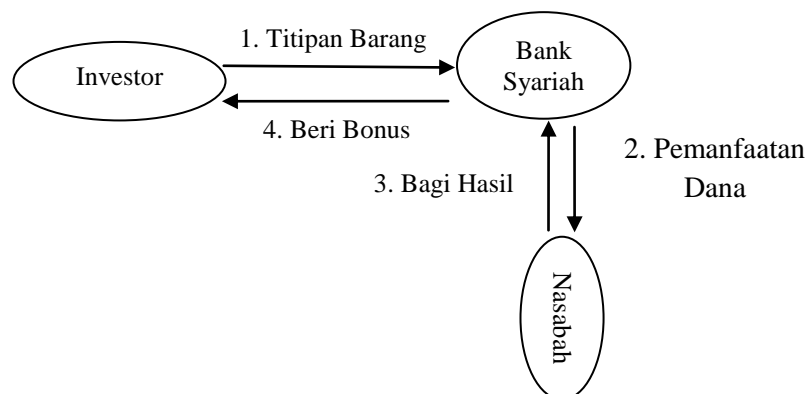 1. Titipan Barang
Investor
Bank
Syariah
4. Beri Bonus
2. Pemanfaatan
Dana
3. Bagi Hasil
Nasabah